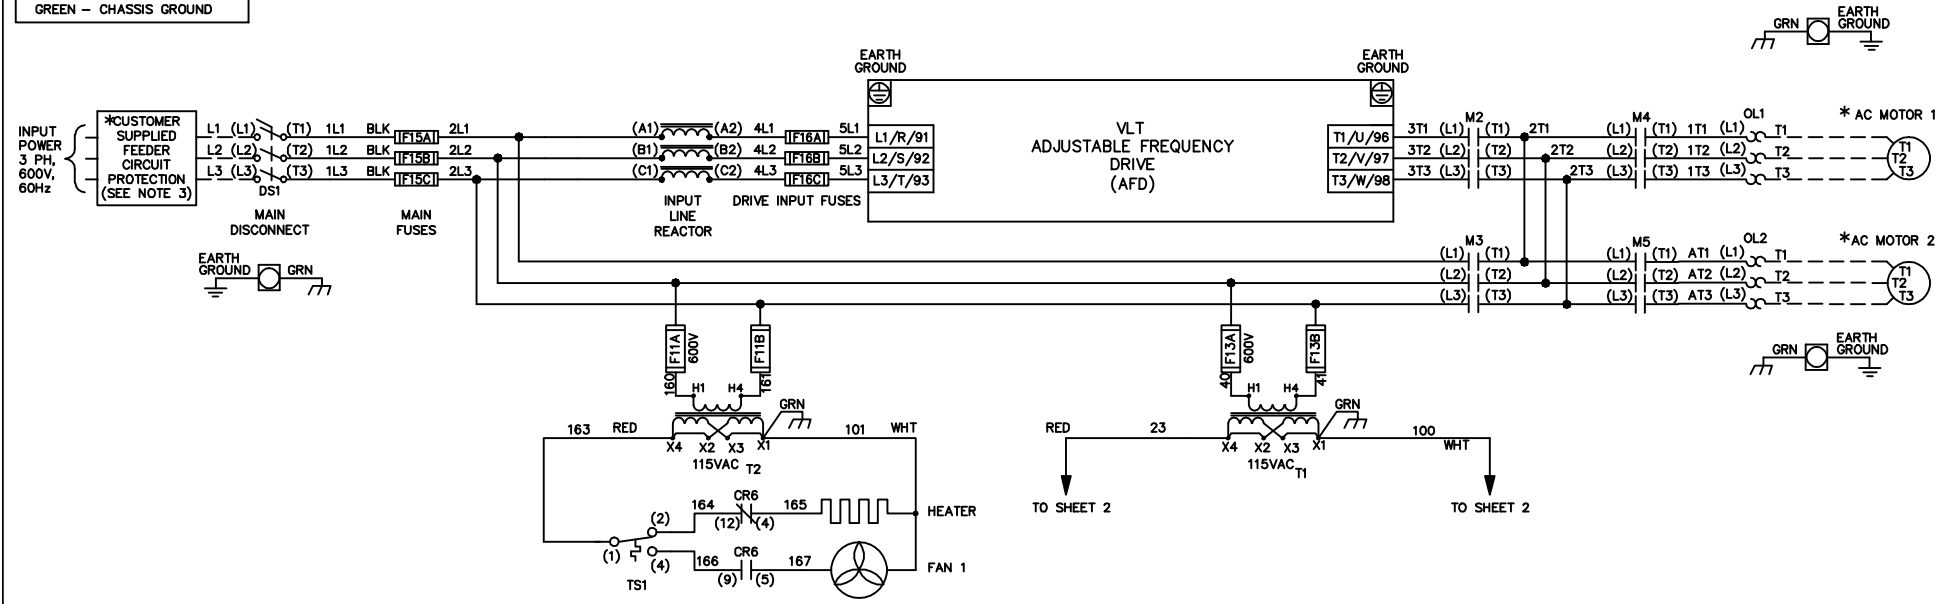 GREEN – CHASSIS GROUND
EARTH
GROUND
GRN
EARTH
GROUND
EARTH
GROUND
INPUT
POWER
3 PH,
600V,
60Hz
*CUSTOMER
SUPPLIED
FEEDER
CIRCUIT
PROTECTION
(SEE NOTE 3)
L1 (L1) (T1) 1L1 BLK F15A 2L1 (A1) (A2) 4L1 F16A 5L1 L1/R/91
L2 (L2) (T2) 1L2 BLK F15B 2L2 (B1) (B2) 4L2 F16B 5L2 L2/S/92
L3 (L3) (T3) 1L3 BLK F15C 2L3 (C1) (C2) 4L3 F16C 5L3 L3/T/93
DS1
MAIN
DISCONNECT
MAIN
FUSES
INPUT
LINE
REACTOR
DRIVE INPUT FUSES
VLT
ADJUSTABLE FREQUENCY
DRIVE
(AFD)
M2 M4 OL1 * AC MOTOR 1
T1/U/96 3T1 (L1) (T1) 2T1 (L1) (T1) 1T1 (L1) T1
T2/V/97 3T2 (L2) (T2) 2T2 (L2) (T2) 1T2 (L2) T2
T3/W/98 3T3 (L3) (T3) 2T3 (L3) (T3) 1T3 (L3) T3
T1
T2
T3
EARTH
GROUND
GRN
M3 M5 OL2 *AC MOTOR 2
(L1) (T1) (L1) (T1) AT1 (L1) T1
(L2) (T2) (L2) (T2) AT2 (L2) T2
(L3) (T3) (L3) (T3) AT3 (L3) T3
T1
T2
T3
GRN
EARTH
GROUND
F11A
600V
F11B
160
161
H1 H4
GRN
163 RED
101 WHT
X4 X2 X3 X1
115VAC T2
F13A
600V
F13B
40
41
H1 H4
GRN
RED 23
100
WHT
X4 X2 X3 X1
115VAC T1
TO SHEET 2
TO SHEET 2
CR6
164 165
(12) (4)
HEATER
(2)
(1)
(4)
TS1
CR6
166 167
(9) (5)
FAN 1